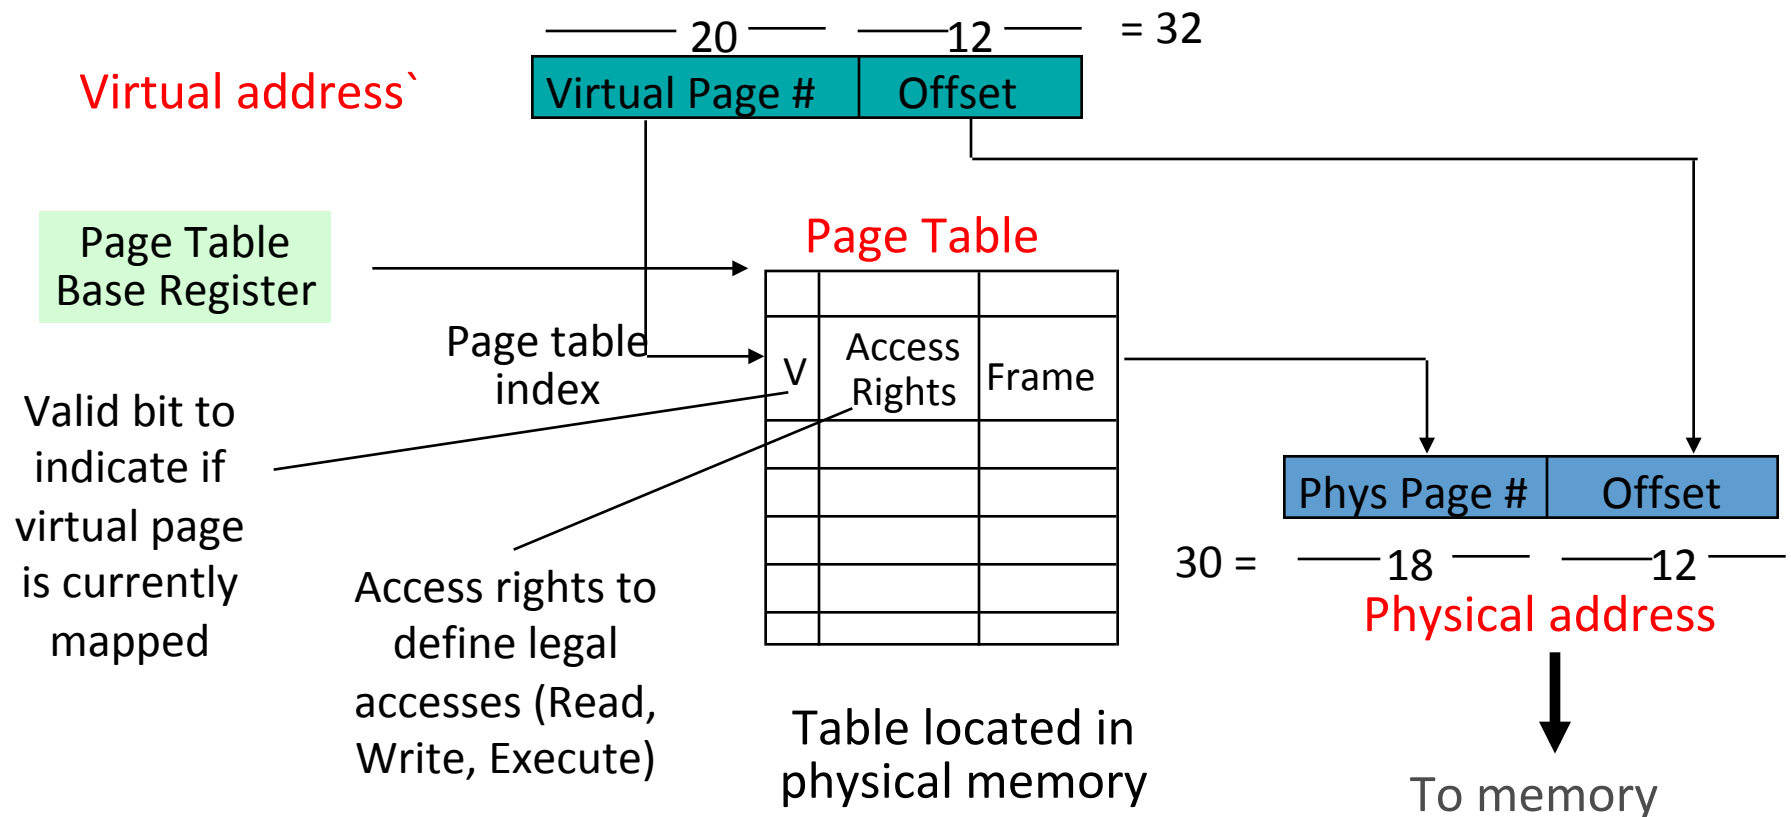 20 12 = 32
Virtual address`
Virtual Page # Offset
Page Table
Base Register
Page Table
Page table
index
V
Access
Rights
Frame
Valid bit to
indicate if
virtual page
is currently
mapped
Access rights to
define legal
accesses (Read,
Write, Execute)
Table located in
physical memory
Phys Page # Offset
30 = 18 12
Physical address
To memory